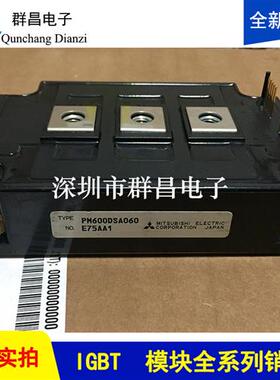 群昌电子
Qunchang Dianzi
全新
深圳市群昌电子
TYPE PM600DSA060
NO. E75AA1
MITSUBISHI ELECTRIC
CORPORATION JAPAN
实拍 IGBT 模块全系列销